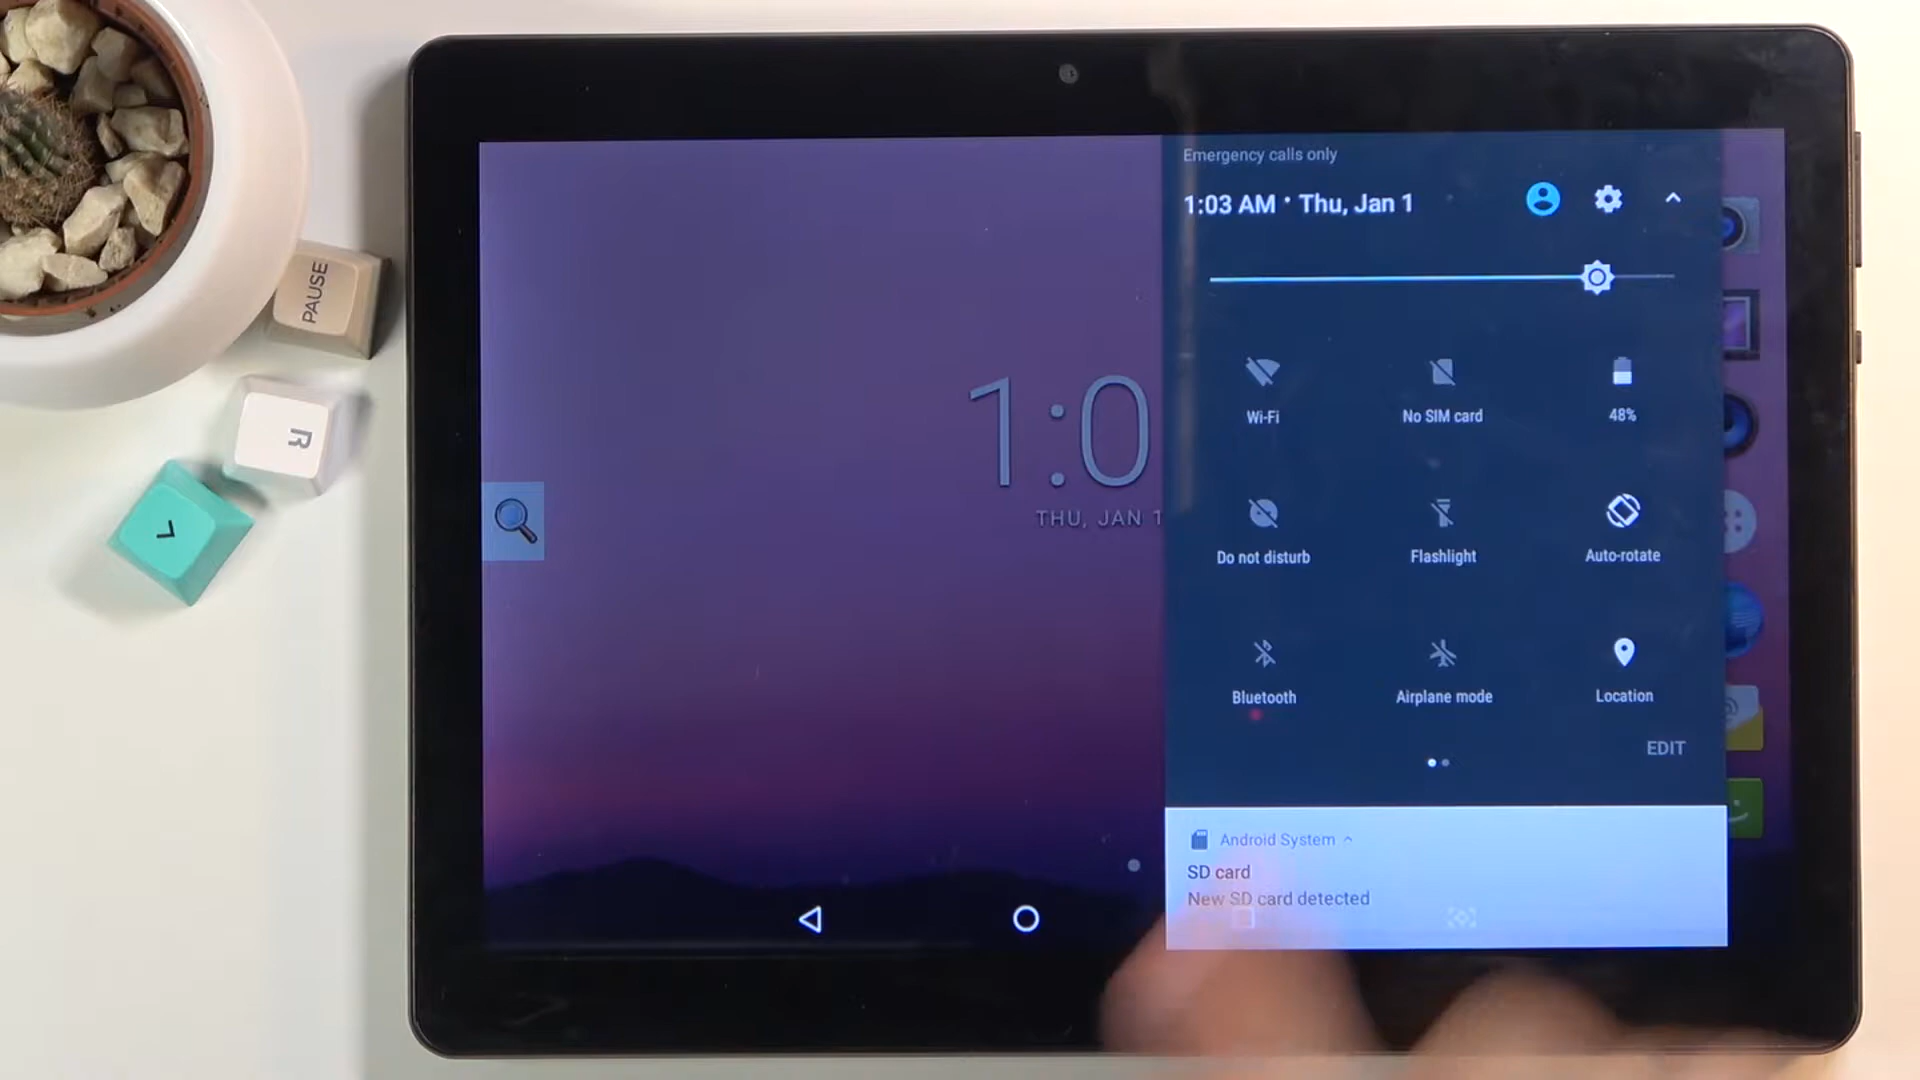 PAUSE
R
Emergency calls only
1:03 AM · Thu, Jan 1
Wi-Fi
No SIM card
48%
1:0
THU, JAN 1
Do not disturb
Flashlight
Auto-rotate
Bluetooth
Airplane mode
Location
EDIT
Android System
SD card
New SD card detected